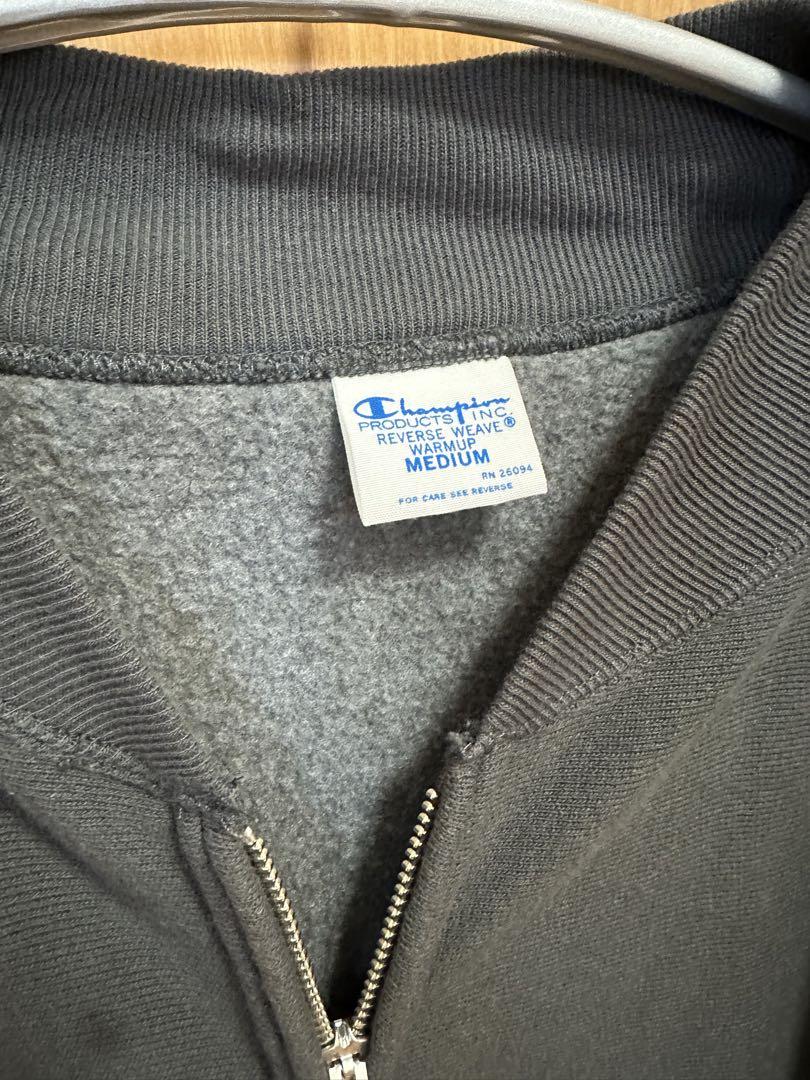 Champion
PRODUCTS INC.
REVERSE WEAVE®
WARMUP
MEDIUM
RN 26094
FOR CARE SEE REVERSE